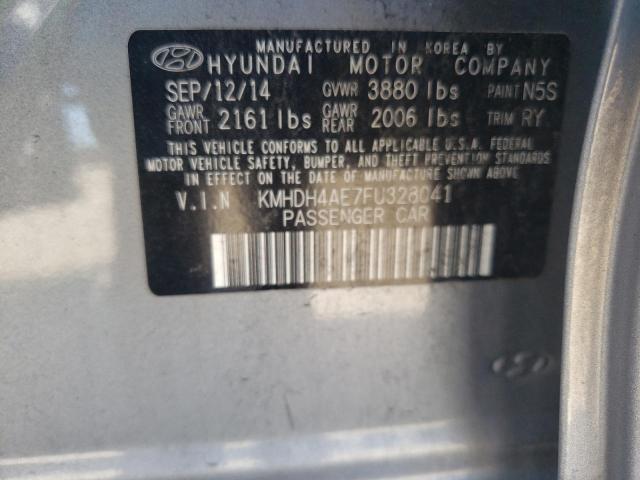 MANUFACTURED IN KOREA BY
HYUNDAI MOTOR COMPANY
SEP/12/14 GVWR 3880 lbs PAINT N5S
GAWR FRONT 2161 lbs GAWR REAR 2006 lbs TRIM RY
THIS VEHICLE CONFORMS TO ALL APPLICABLE U.S.A. FEDERAL
MOTOR VEHICLE SAFETY, BUMPER, AND THEFT PREVENTION
STANDARDS IN EFFECT ON THE DATE OF MANUFACTURE SHOWN ABOVE.
V.I.N KMHDH4AE7FU328041
PASSENGER CAR